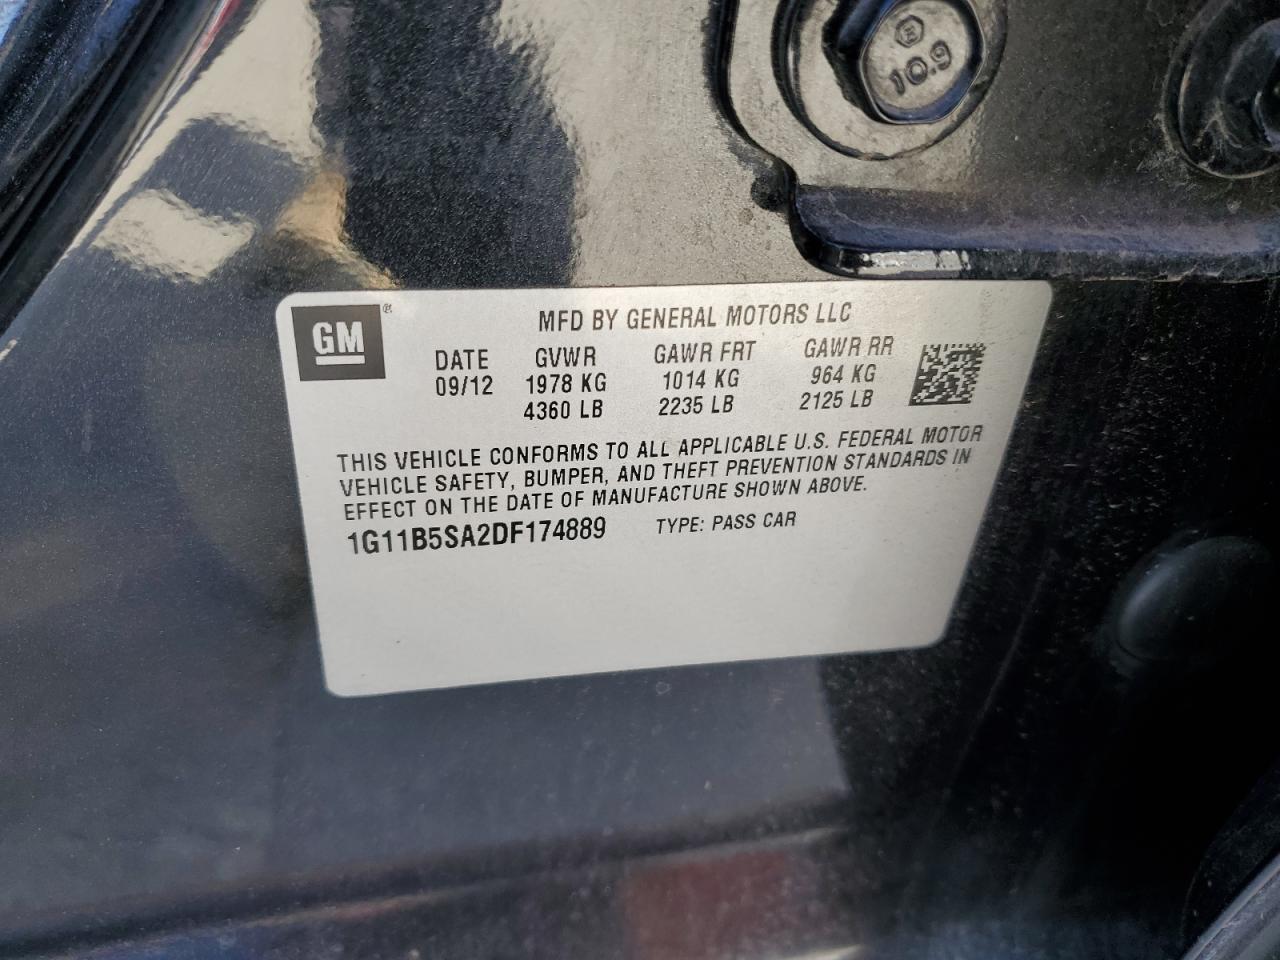 10.9
GM ®
MFD BY GENERAL MOTORS LLC
DATE GVWR GAWR FRT GAWR RR
09/12 1978 KG 1014 KG 964 KG
4360 LB 2235 LB 2125 LB
THIS VEHICLE CONFORMS TO ALL APPLICABLE U.S. FEDERAL MOTOR
VEHICLE SAFETY, BUMPER, AND THEFT PREVENTION STANDARDS IN
EFFECT ON THE DATE OF MANUFACTURE SHOWN ABOVE.
1G11B5SA2DF174889 TYPE: PASS CAR